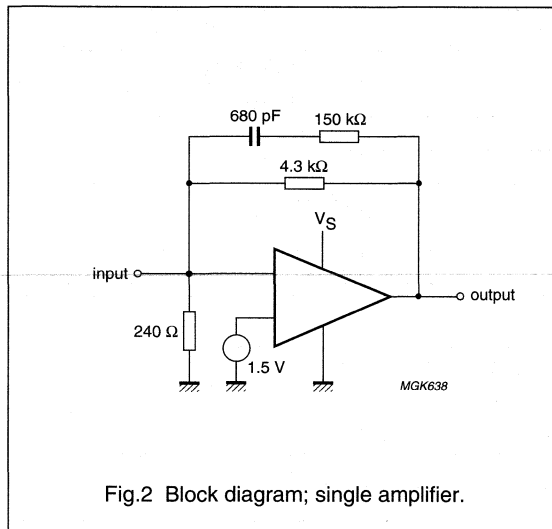 680 pF 150 kΩ
4.3 kΩ
VS
input
output
240 Ω
1.5 V
MGK638
Fig.2 Block diagram; single amplifier.